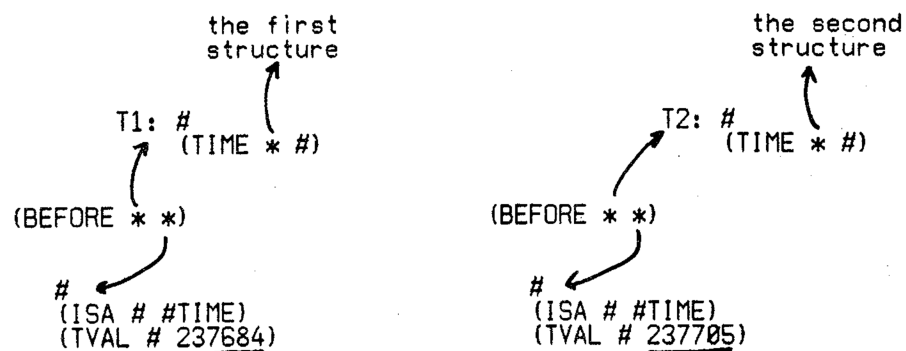 the first
structure
T1: #
(TIME * #)
(BEFORE * *)
#
(ISA # #TIME)
(TVAL # 237684)
the second
structure
T2: #
(TIME * #)
(BEFORE * *)
#
(ISA # #TIME)
(TVAL # 237705)